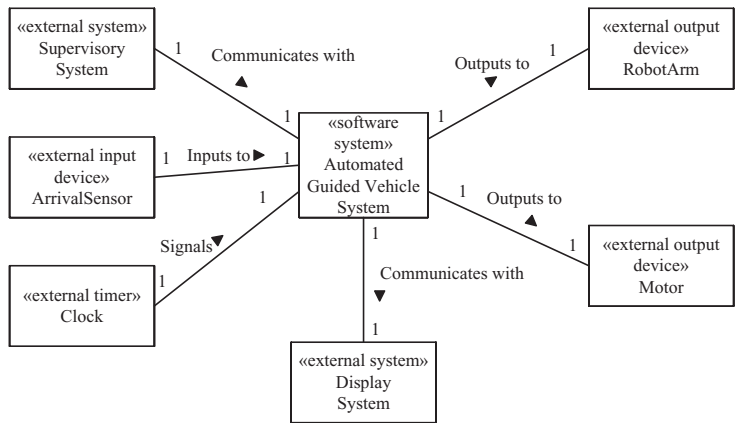 «external system»
Supervisory
System
1
Communicates with
1
«external output
device»
RobotArm
1
Outputs to
1
«software
system»
Automated
Guided Vehicle
System
«external input
device»
ArrivalSensor
1
Inputs to
1
1
Outputs to
1
«external output
device»
Motor
Signals
1
1
«external timer»
Clock
1
Communicates with
1
«external system»
Display
System